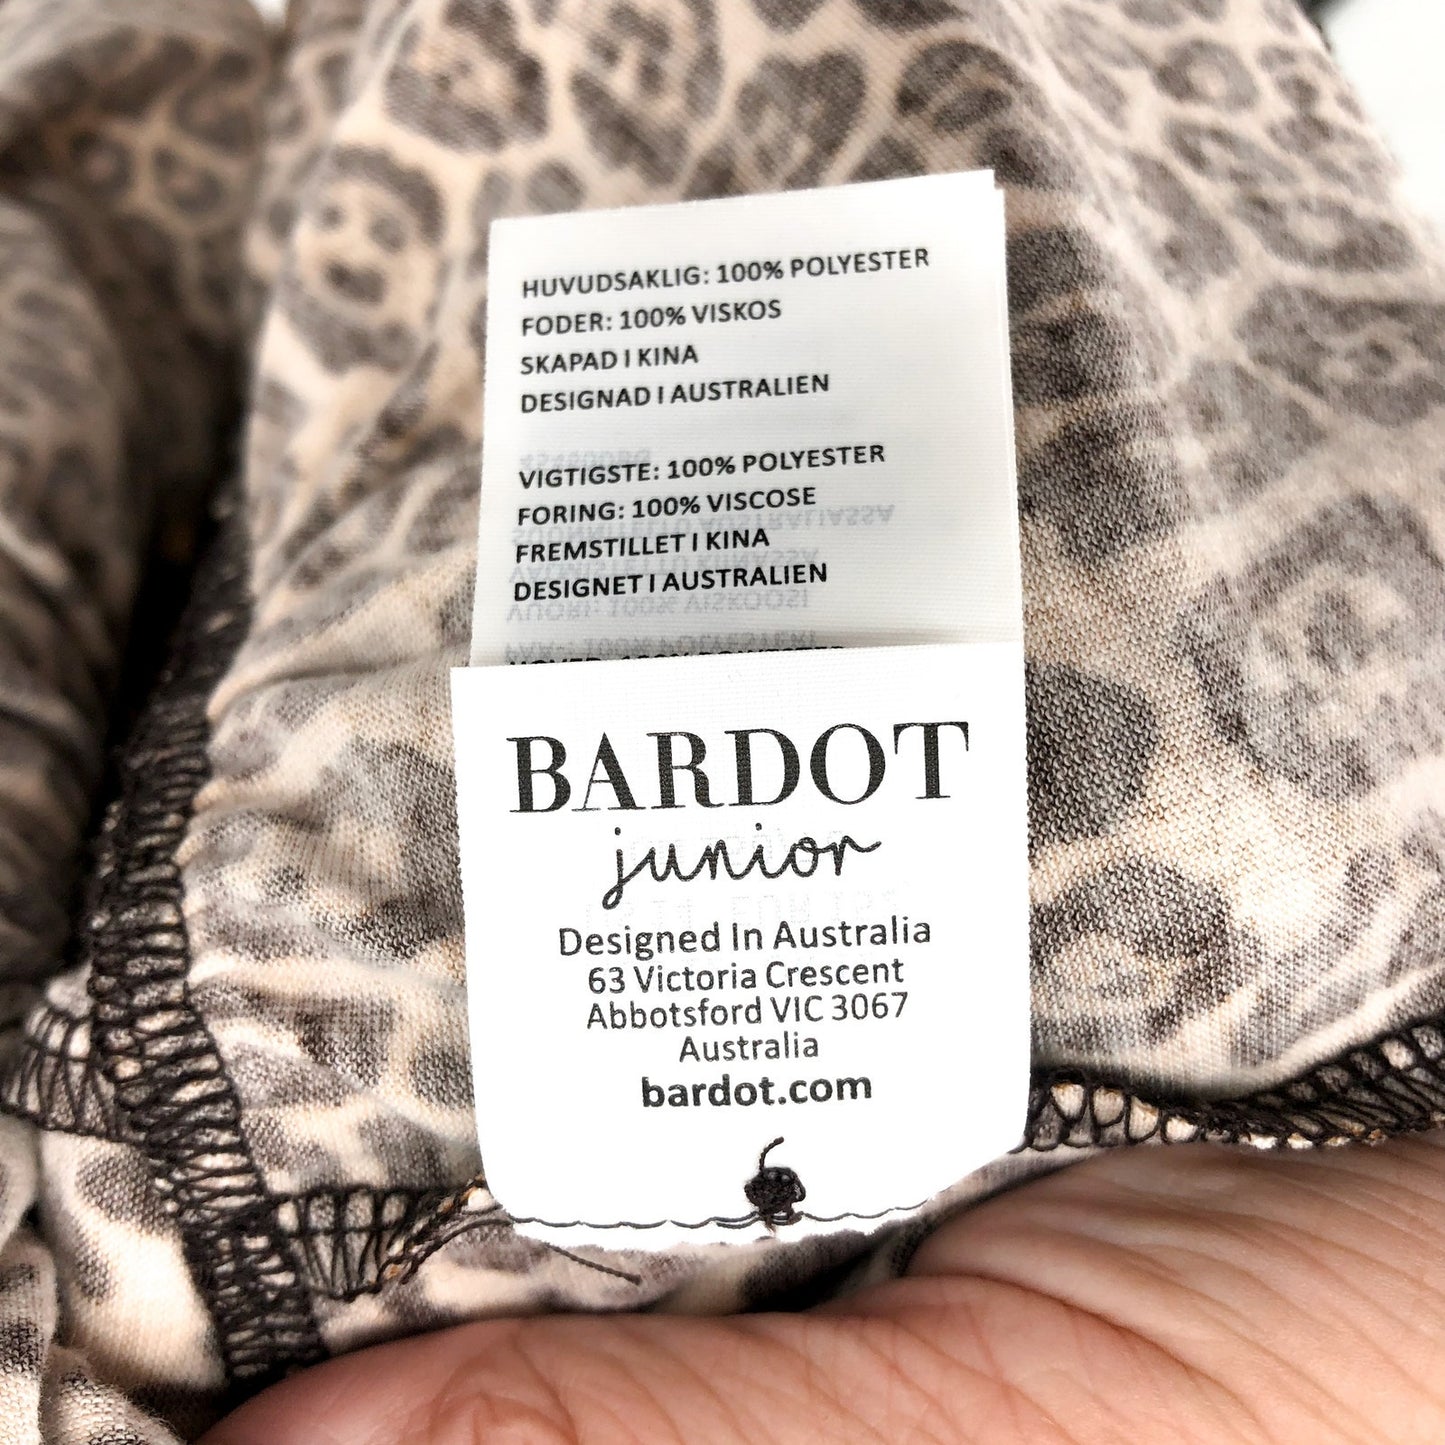 HUVUDSAKLIG: 100% POLYESTER
FODER: 100% VISKOS
SKAPAD I KINA
DESIGNAD I AUSTRALIEN
VIGTIGSTE: 100% POLYESTER
FORING: 100% VISCOSE
FREMSTILLET I KINA
DESIGNET I AUSTRALIEN
BARDOT
junior
Designed In Australia
63 Victoria Crescent
Abbotsford VIC 3067
Australia
bardot.com